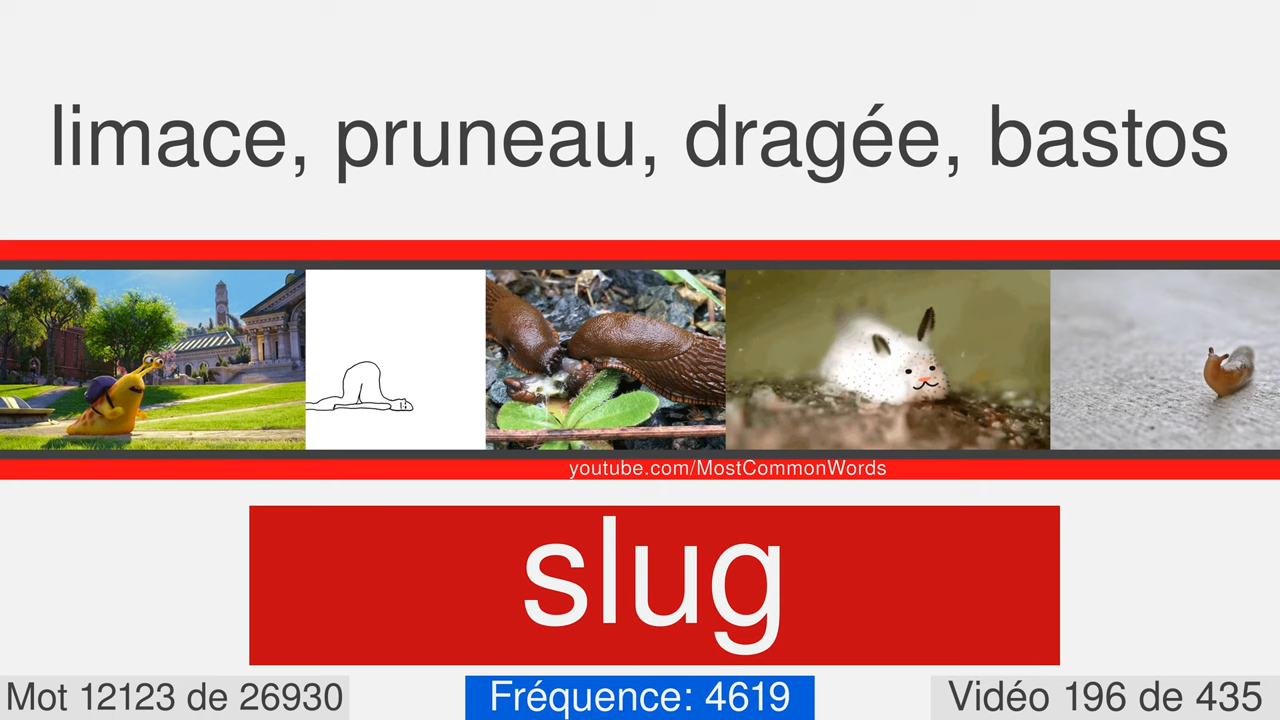 limace, pruneau, dragée, bastos
youtube.com/MostCommonWords
slug
Mot 12123 de 26930
Fréquence: 4619
Vidéo 196 de 435